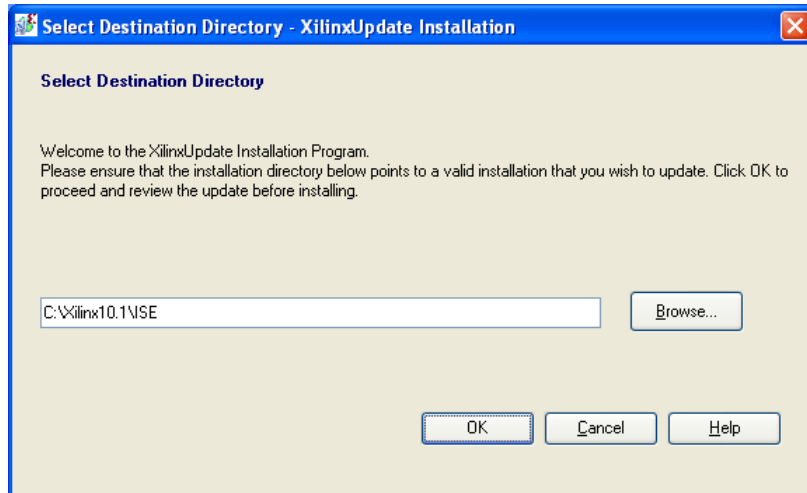 Select Destination Directory - XilinxUpdate Installation
Select Destination Directory
Welcome to the XilinxUpdate Installation Program.
Please ensure that the installation directory below points to a valid installation that you wish to update. Click OK to
proceed and review the update before installing.
C:\Xilinx10.1\ISE
Browse...
OK
Cancel
Help